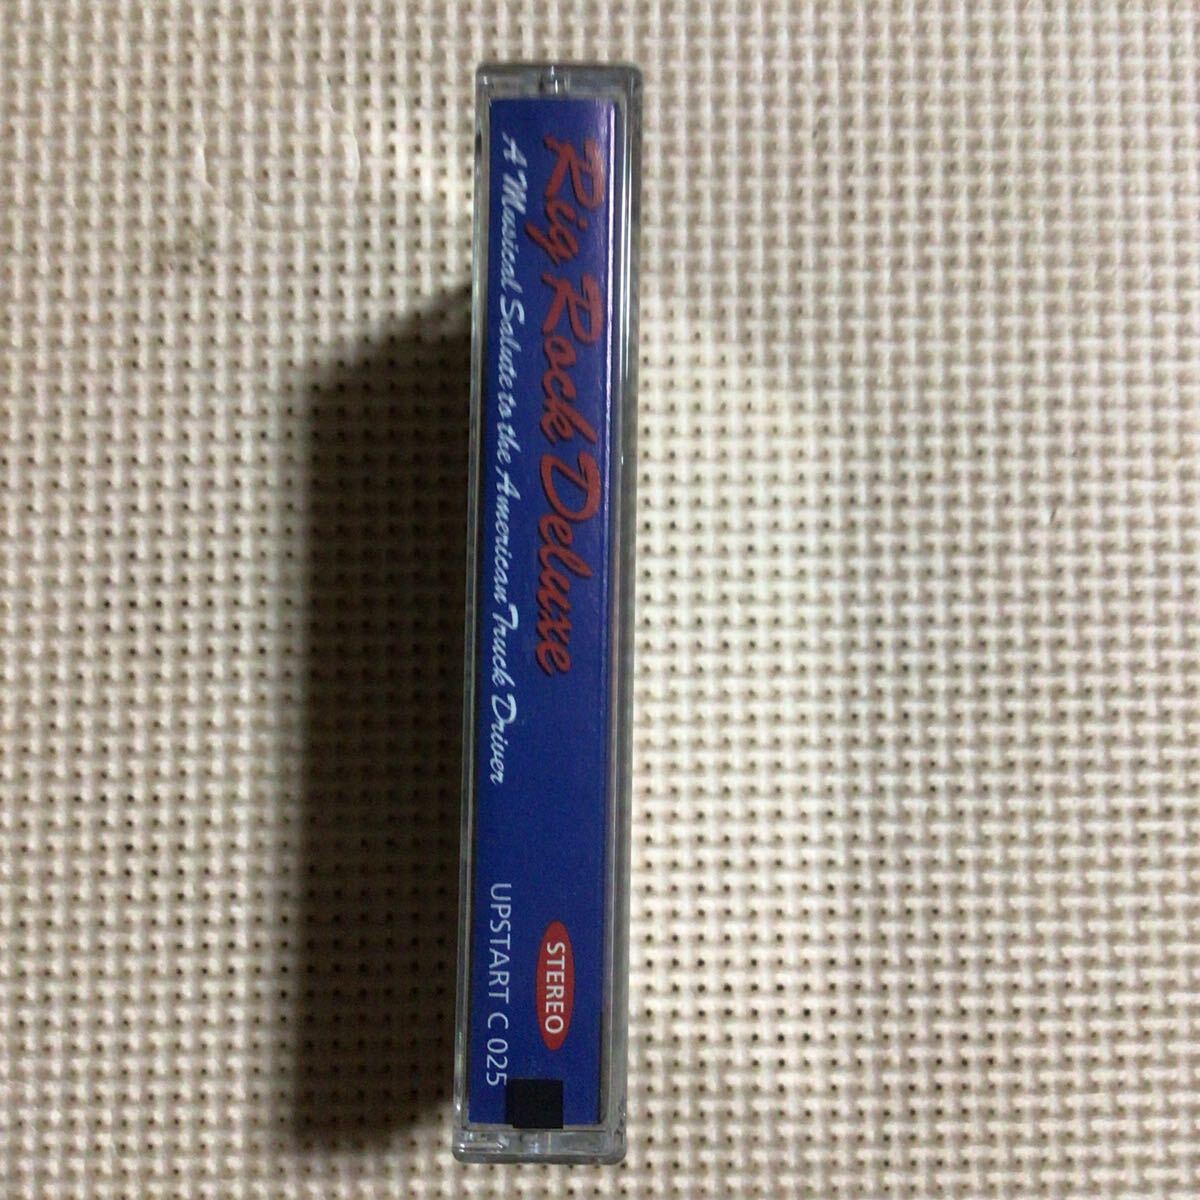 Rig Rock Deluxe
A Musical Salute to the American Truck Driver
STEREO
UPSTART C 025